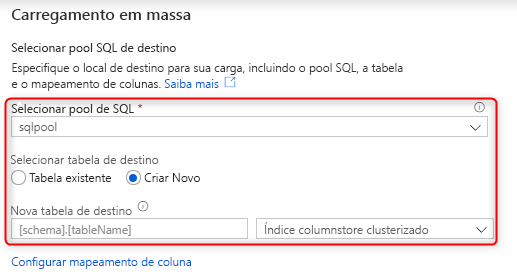 Carregamento em massa
Selecionar pool SQL de destino
Especifique o local de destino para sua carga, incluindo o pool SQL, a tabela
e o mapeamento de colunas. Saiba mais
Selecionar pool de SQL *
sqlpool
Selecionar tabela de destino
Tabela existente Criar Novo
Nova tabela de destino
[schema].[tableName] Índice columnstore clusterizado
Configurar mapeamento de coluna